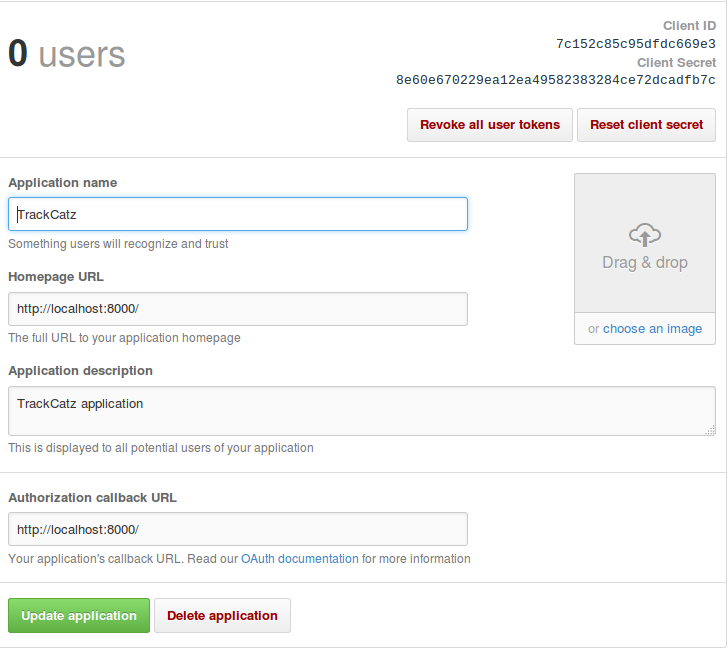 0 users
Client ID
7c152c85c95dfdc669e3
Client Secret
8e60e670229ea12ea49582383284ce72dcadfb7c
Revoke all user tokens
Reset client secret
Application name
TrackCatz
Something users will recognize and trust
Drag & drop
or choose an image
Homepage URL
http://localhost:8000/
The full URL to your application homepage
Application description
TrackCatz application
This is displayed to all potential users of your application
Authorization callback URL
http://localhost:8000/
Your application's callback URL. Read our OAuth documentation for more information
Update application
Delete application